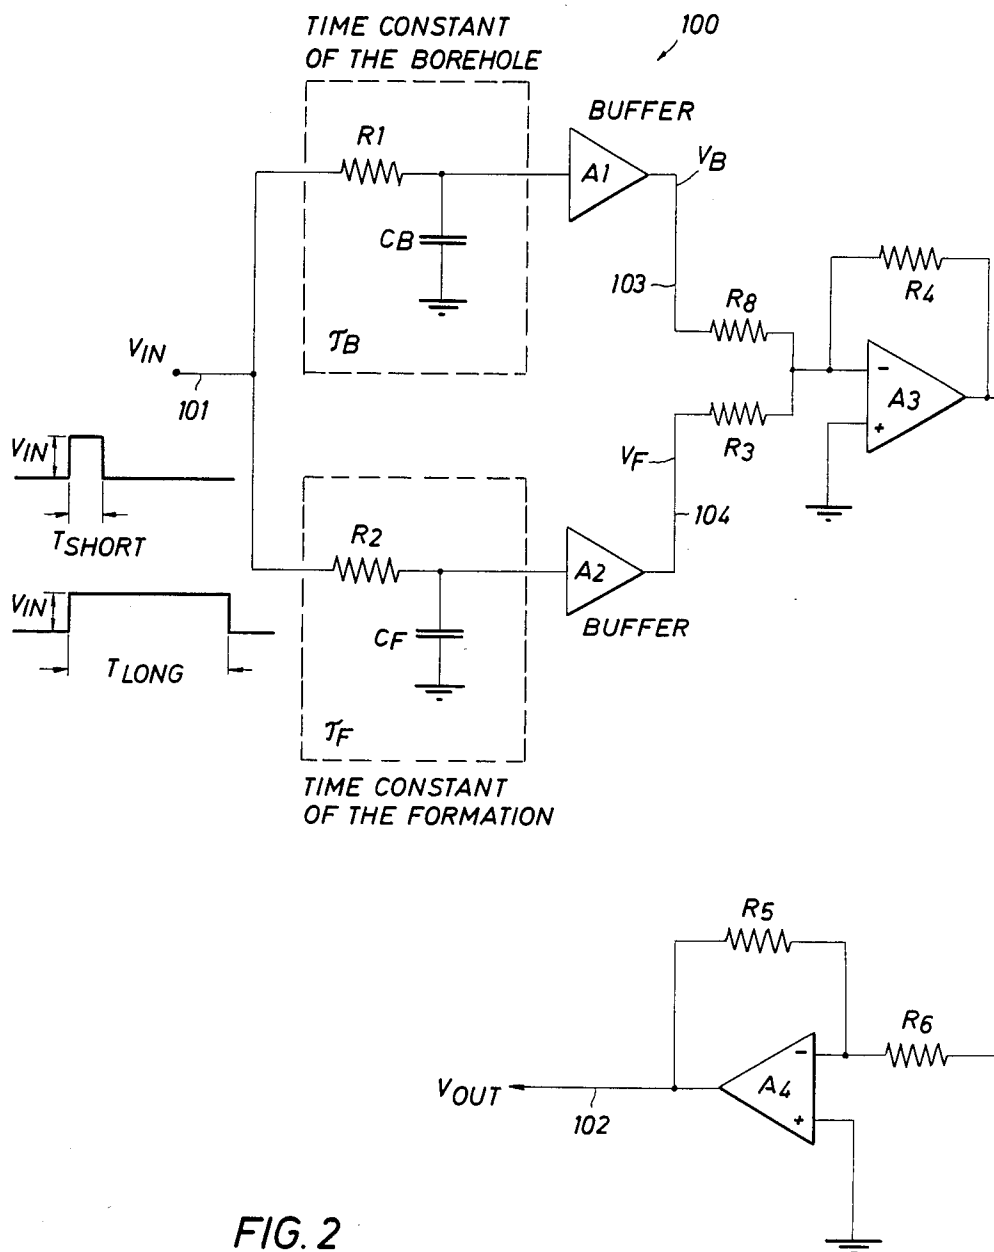 TIME CONSTANT
OF THE BOREHOLE
100
BUFFER
R1
A1
VB
CB
103
R8
R4
τB
VIN
101
A3
−
+
R3
VF
104
VIN
TSHORT
R2
A2
BUFFER
VIN
TLONG
CF
τF
TIME CONSTANT
OF THE FORMATION
R5
R6
−
A4
+
VOUT
102
FIG. 2